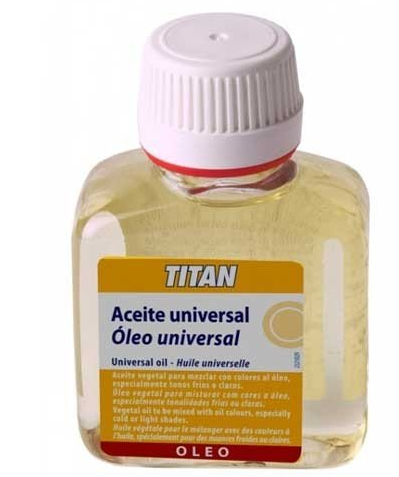 TITAN
Aceite universal
Óleo universal
Universal oil - Huile universelle
Aceite vegetal para mezclar con colores al óleo,
especialmente tonos fríos o claros.
Óleo vegetal para misturar com cores a óleo,
especialmente tonalidades frias ou claras.
Vegetal oil to be mixed with oil colours, especially
cold or light shades.
Huile végétale pour le mélanger avec des couleurs à
l'huile, spécialement pour des nuances froides ou claires.
OLEO